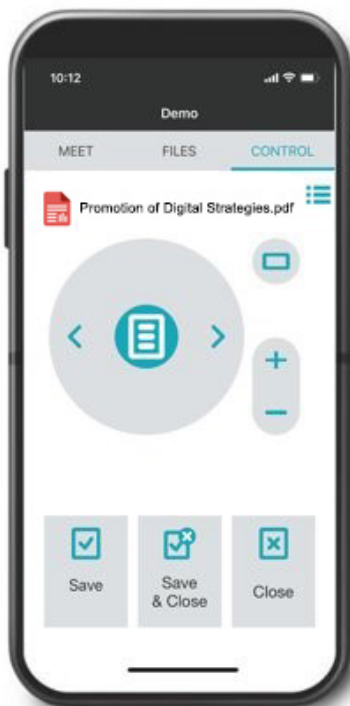 10:12
Demo
MEET FILES CONTROL
Promotion of Digital Strategies.pdf
Save
Save
& Close
Close